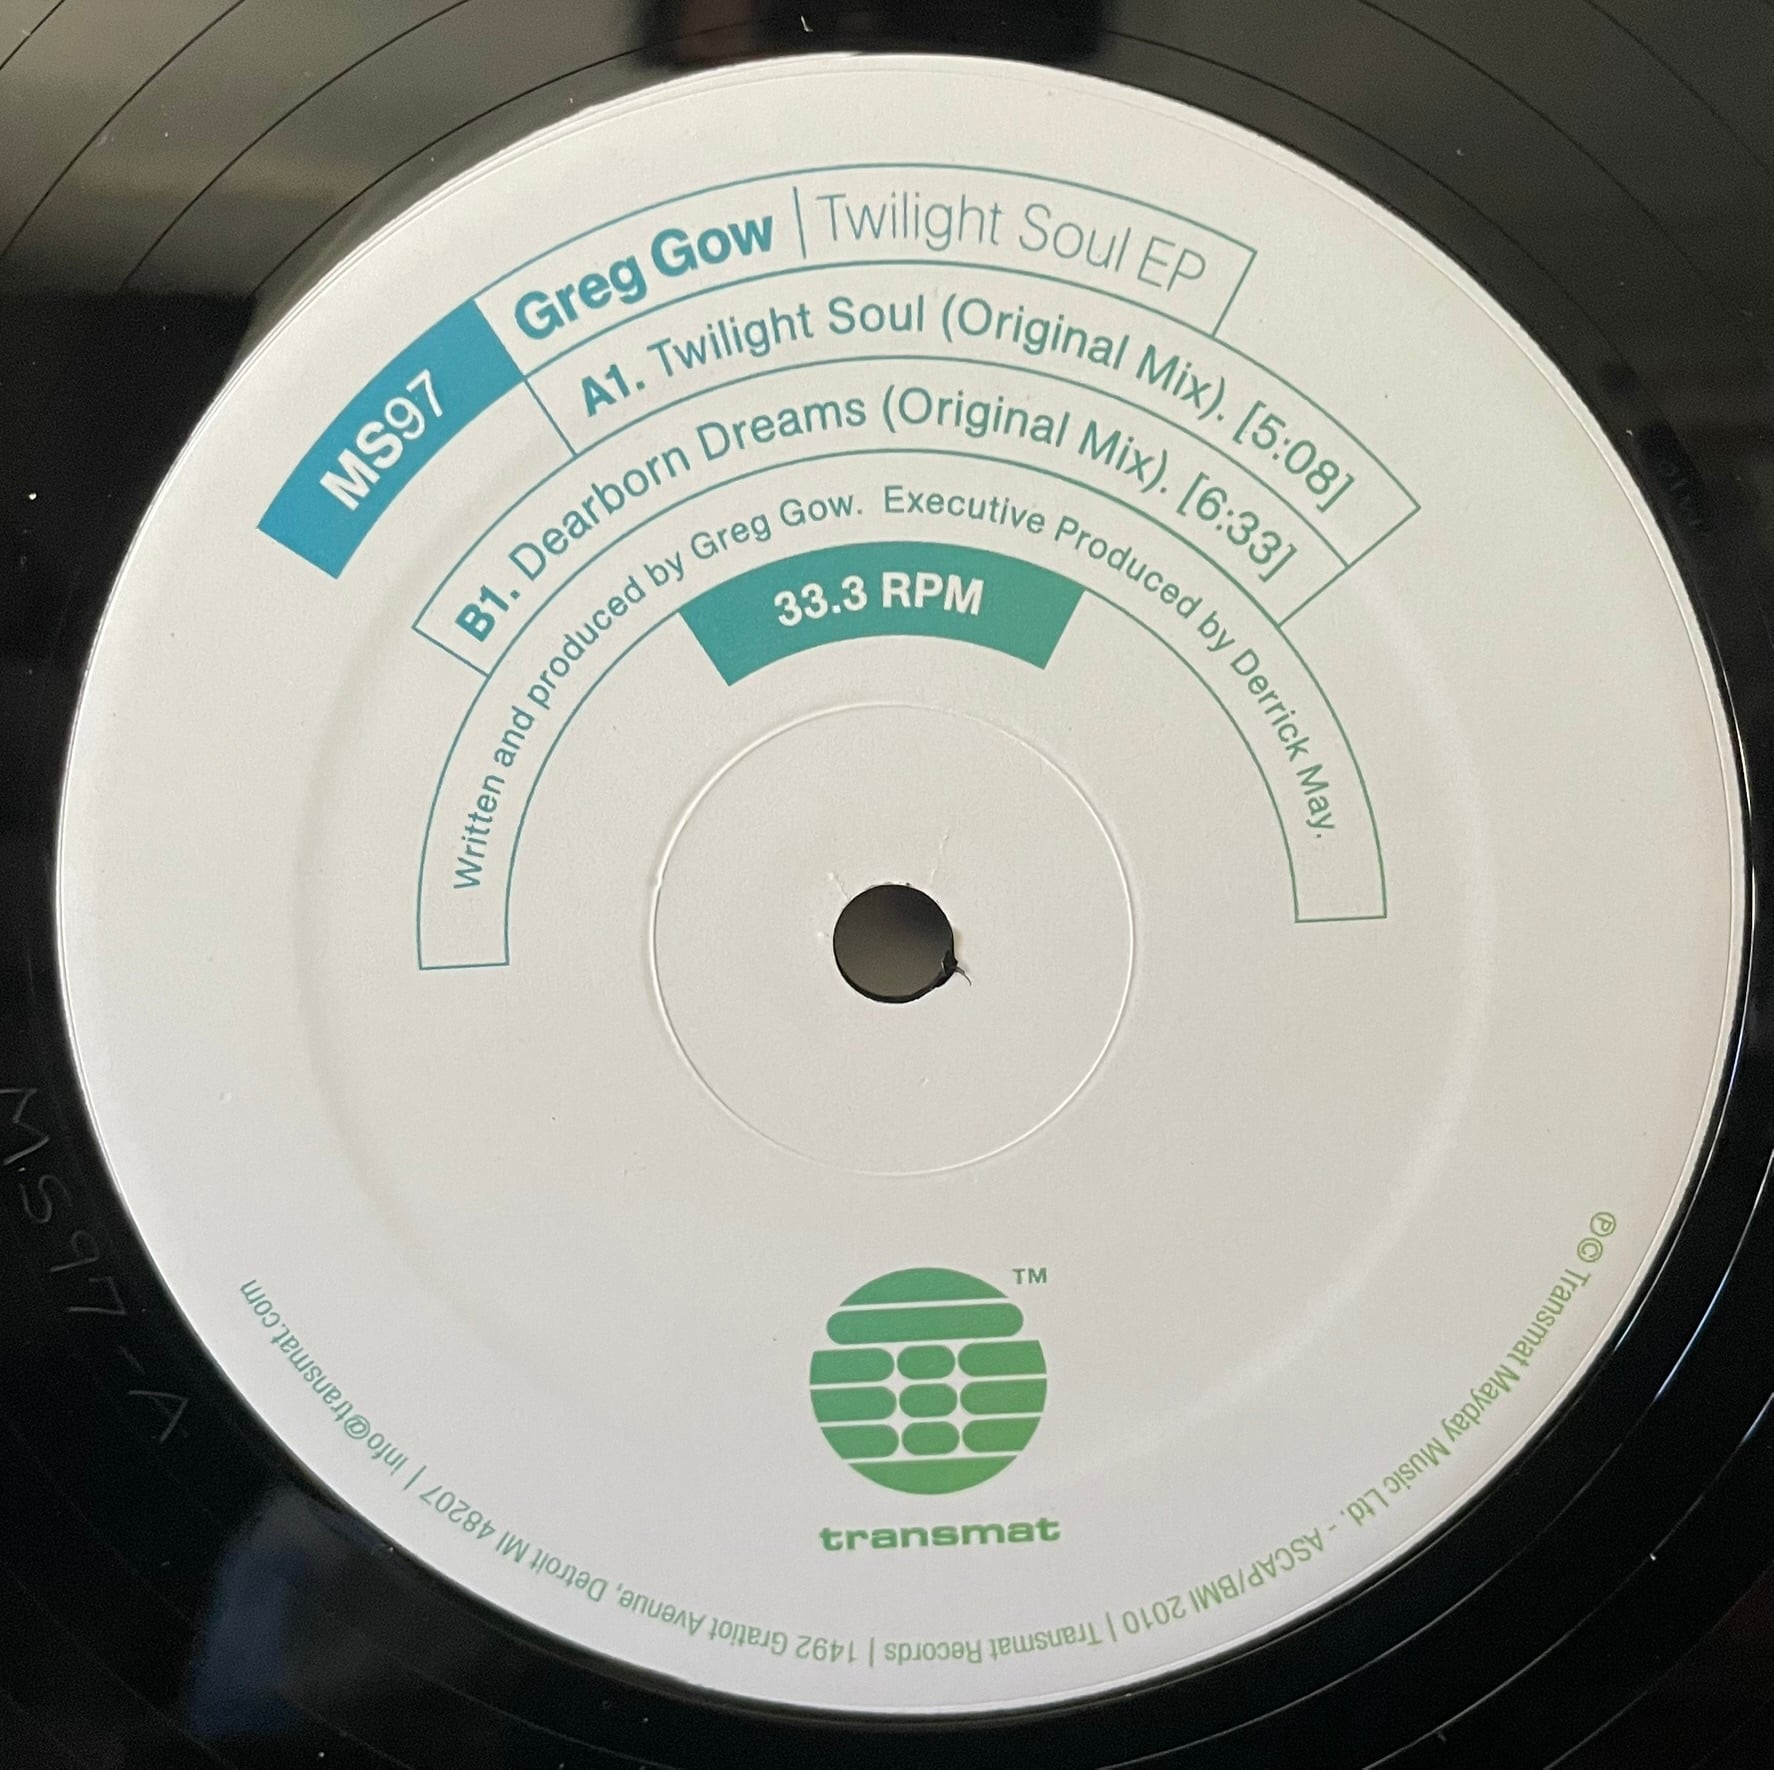 Greg Gow | Twilight Soul EP
MS97
A1. Twilight Soul (Original Mix). [5:08]
B1. Dearborn Dreams (Original Mix). [6:33]
Written and produced by Greg Gow. Executive Produced by Derrick May.
33.3 RPM
TM
transmat
℗© Transmat Mayday Music Ltd. - ASCAP/BMI 2010 | Transmat Records | 1492 Gratiot Avenue, Detroit MI 48207 | info@transmat.com
MS97-A